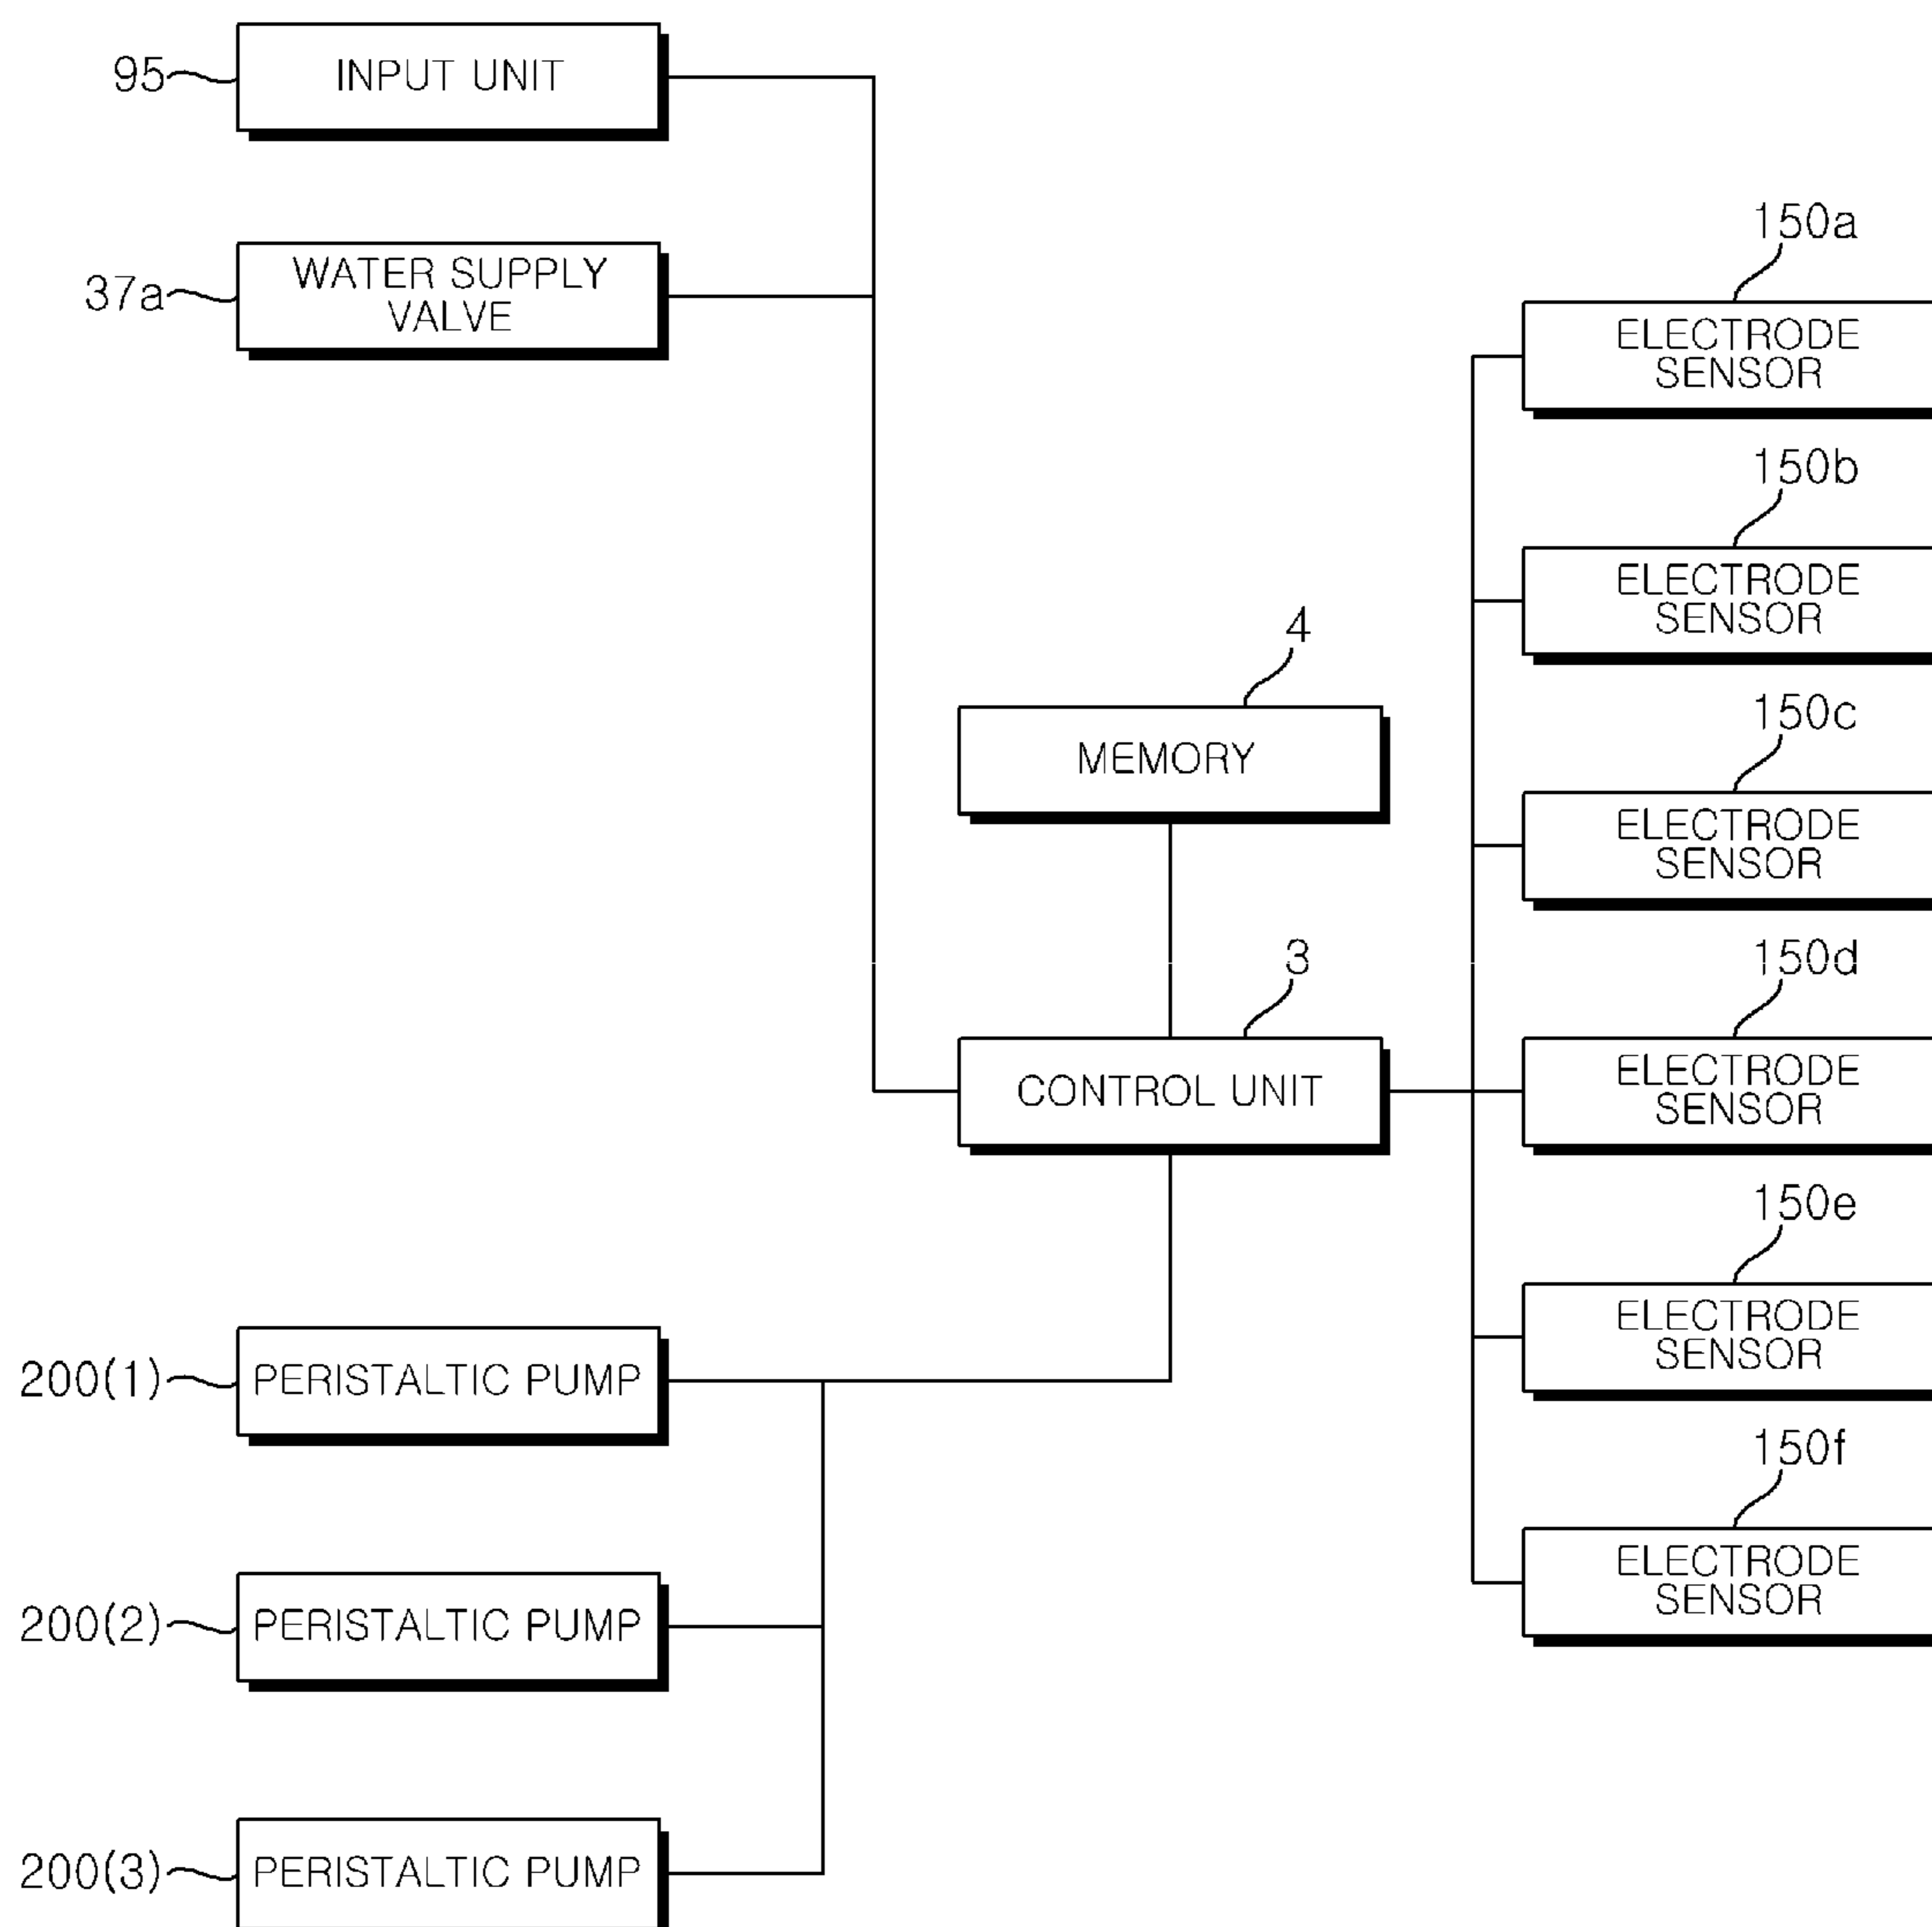 95
INPUT UNIT
37a
WATER SUPPLY
VALVE
150a
ELECTRODE
SENSOR
150b
ELECTRODE
SENSOR
4
MEMORY
150c
ELECTRODE
SENSOR
3
CONTROL UNIT
150d
ELECTRODE
SENSOR
150e
ELECTRODE
SENSOR
200(1)
PERISTALTIC PUMP
150f
ELECTRODE
SENSOR
200(2)
PERISTALTIC PUMP
200(3)
PERISTALTIC PUMP